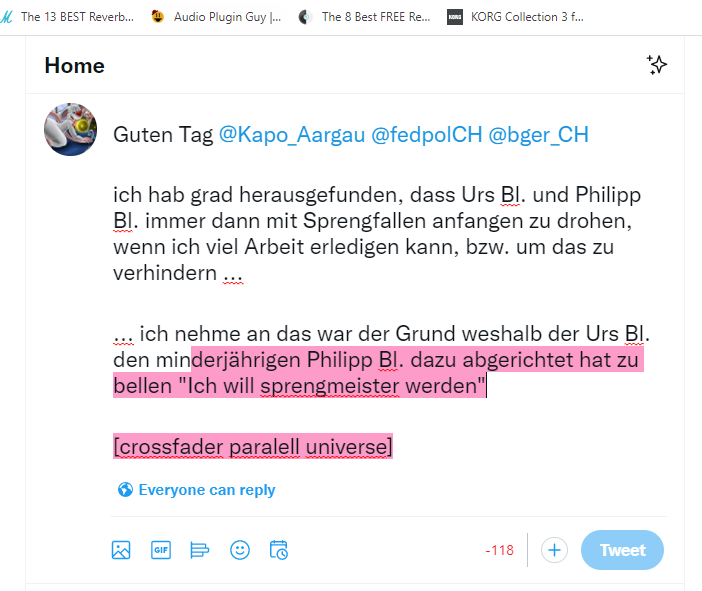 The 13 BEST Reverb... Audio Plugin Guy |... The 8 Best FREE Re... KORG KORG Collection 3 f...
Home
Guten Tag @Kapo_Aargau @fedpolCH @bger_CH
ich hab grad herausgefunden, dass Urs Bl. und Philipp
Bl. immer dann mit Sprengfallen anfangen zu drohen,
wenn ich viel Arbeit erledigen kann, bzw. um das zu
verhindern ...
... ich nehme an das war der Grund weshalb der Urs Bl.
den minderjährigen Philipp Bl. dazu abgerichtet hat zu
bellen "Ich will sprengmeister werden"
[crossfader paralell universe]
Everyone can reply
GIF -118 Tweet